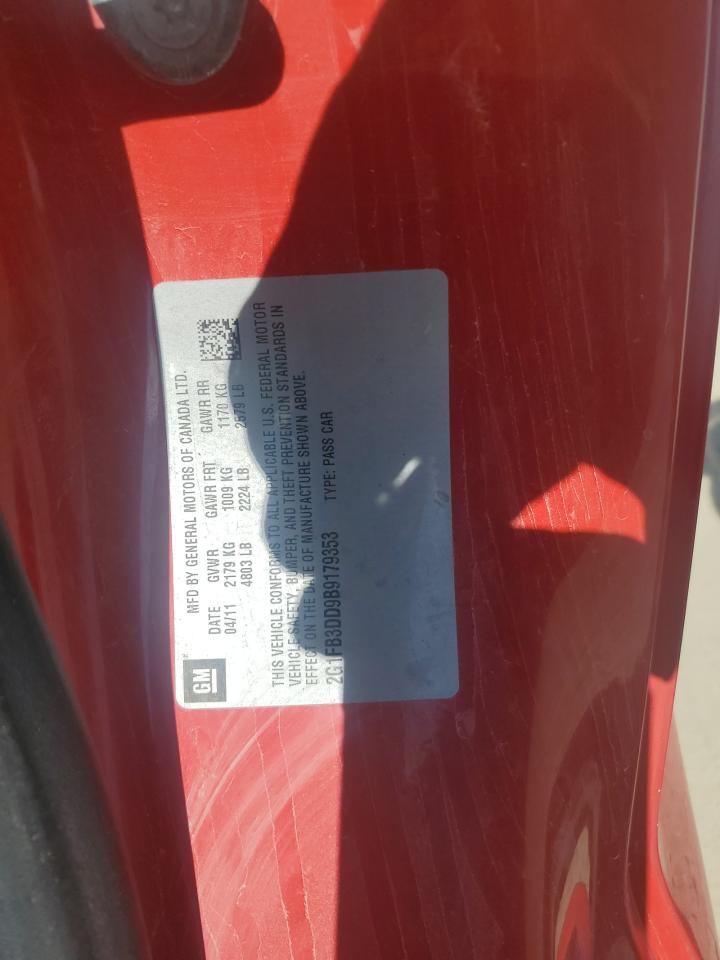 GM
MFD BY GENERAL MOTORS OF CANADA LTD.
DATE GVWR GAWR FRT GAWR RR
04/11 2179 KG 1009 KG 1170 KG
4803 LB 2224 LB 2579 LB
THIS VEHICLE CONFORMS TO ALL APPLICABLE U.S. FEDERAL MOTOR
VEHICLE SAFETY, BUMPER, AND THEFT PREVENTION STANDARDS IN
EFFECT ON THE DATE OF MANUFACTURE SHOWN ABOVE.
2G1FB3DD9B9179353 TYPE: PASS CAR